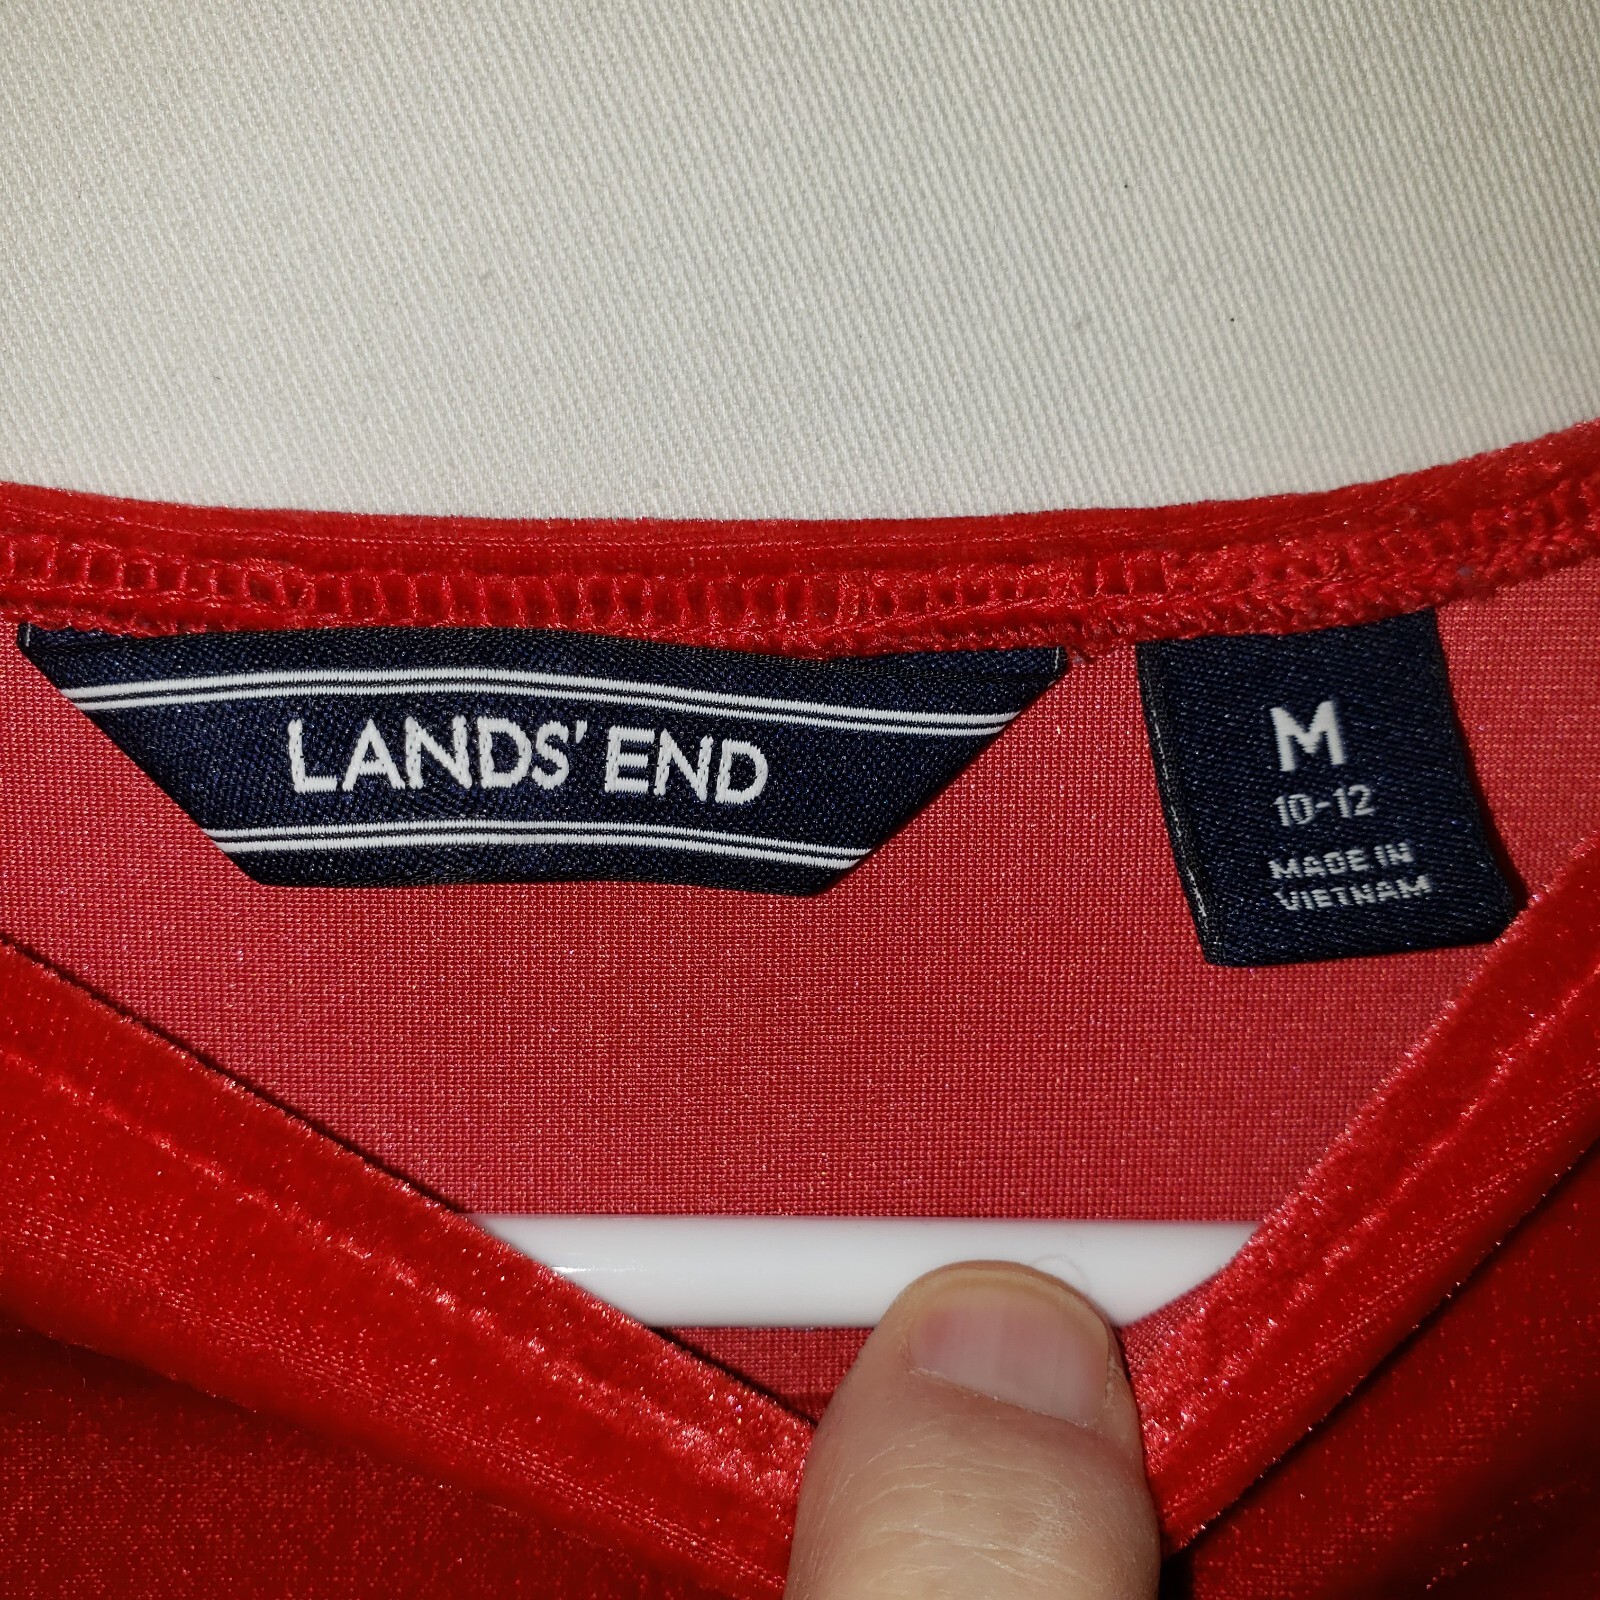 LANDS' END
M
10-12
MADE IN
VIETNAM